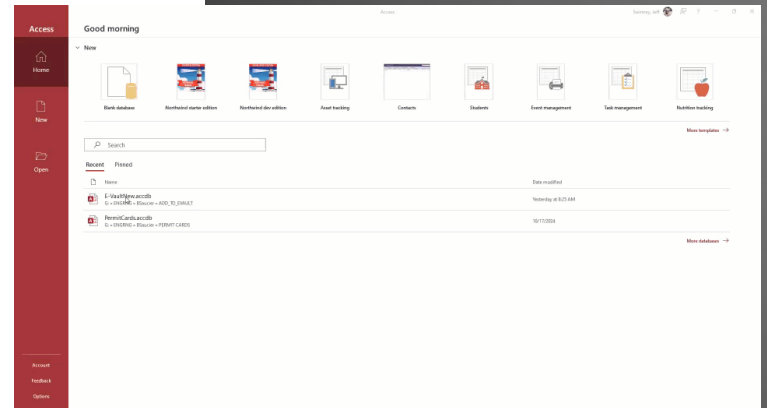 Access
Access
Good morning
Home
New
Open
New
Blank database
Northwind starter edition
Northwind dev edition
Asset tracking
Contacts
Students
Event management
Task management
Nutrition tracking
More templates →
Search
Recent Pinned
Name Date modified
E-VaultNew.accdb
Yesterday at 8:25 AM
PermitCards.accdb
10/17/2024
More databases →
Account
Feedback
Options